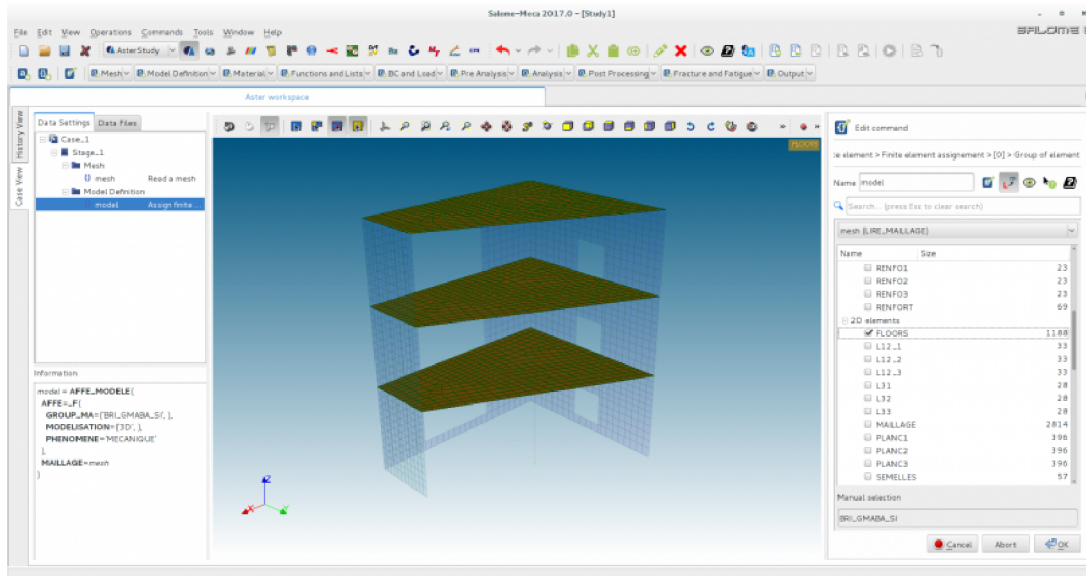 Salome-Meca 2017.0 - [Study1]
File Edit View Operations Commands Tools Window Help
SALOME
AsterStudy
Mesh Model Definition Material Functions and Lists BC and Load Pre Analysis Analysis Post Processing Fracture and Fatigue Output
Aster workspace
History View
Case View
Data Settings Data Files
Case_1
Stage_1
Mesh
mesh Read a mesh
Model Definition
model Assign finite ...
Information
model = AFFE_MODELE(
AFFE=_F(
GROUP_MA=('BRI_GMABA_SI', ),
MODELISATION=('3D', ),
PHENOMENE='MECANIQUE'
),
MAILLAGE=mesh
)
FLOORS
Z
X
Y
Edit command
te element > Finite element assignement > [0] > Group of element
Name model
Search... (press Esc to clear search)
mesh (LIRE_MAILLAGE)
Name Size
RENFO1 23
RENFO2 23
RENFO3 23
RENFORT 69
2D elements
FLOORS 1188
L12_1 33
L12_2 33
L12_3 33
L31 28
L32 28
L33 28
MAILLAGE 2814
PLANC1 396
PLANC2 396
PLANC3 396
SEMELLES 57
Manual selection
BRI_GMABA_SI
Cancel Abort OK